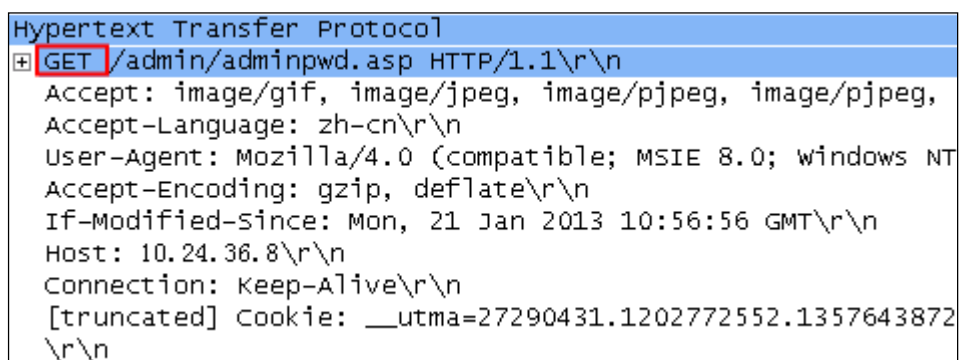 Hypertext Transfer Protocol
GET /admin/adminpwd.asp HTTP/1.1\r\n
Accept: image/gif, image/jpeg, image/pjpeg, image/pjpeg,
Accept-Language: zh-cn\r\n
User-Agent: Mozilla/4.0 (compatible; MSIE 8.0; Windows NT
Accept-Encoding: gzip, deflate\r\n
If-Modified-Since: Mon, 21 Jan 2013 10:56:56 GMT\r\n
Host: 10.24.36.8\r\n
Connection: Keep-Alive\r\n
[truncated] Cookie: __utma=27290431.1202772552.1357643872
\r\n